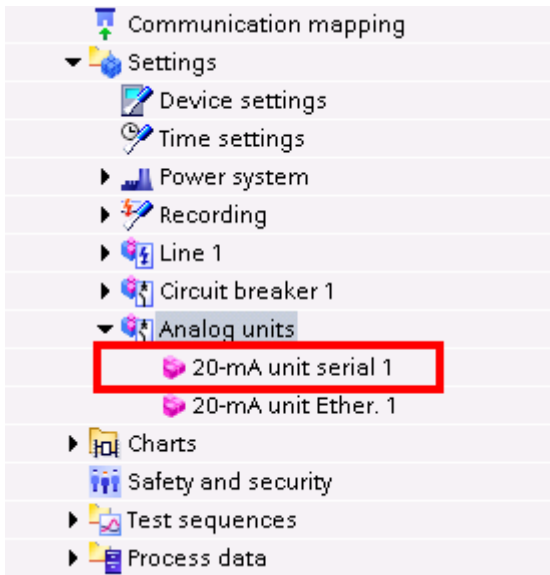 Communication mapping
Settings
Device settings
Time settings
Power system
Recording
Line 1
Circuit breaker 1
Analog units
20-mA unit serial 1
20-mA unit Ether. 1
Charts
Safety and security
Test sequences
Process data